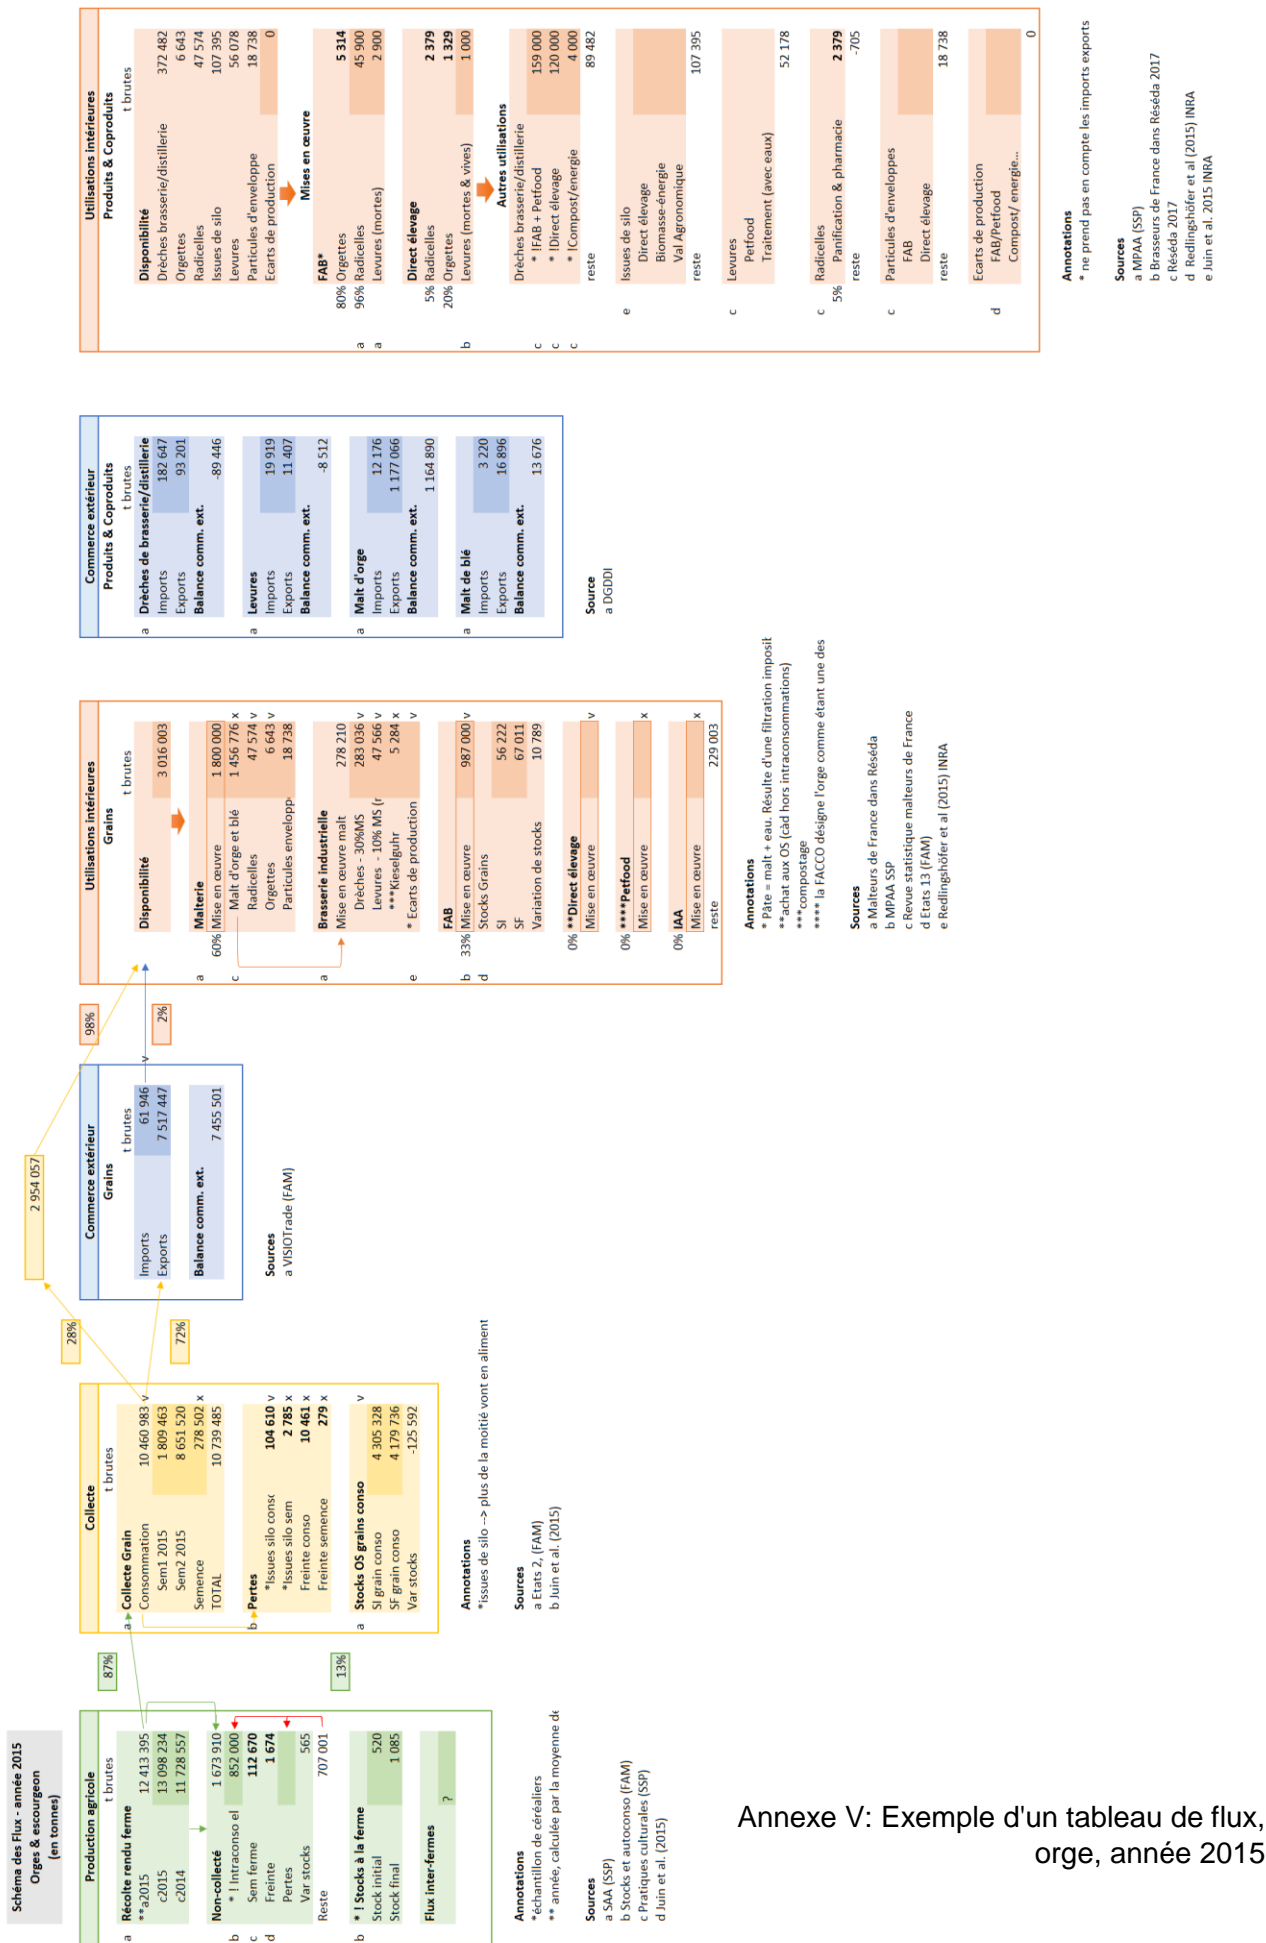 Schéma des Flux - année 2015
Orges & escourgeon
(en tonnes)
Production agricole
t brutes
a Récolte rendu ferme
**a2015 12 413 395
c2015 13 098 234
c2014 11 728 557
Non-collecté 1 673 910
b * ! Intraconso el 852 000
c Sem ferme 112 670
d Freinte 1 674
Pertes
Var stocks 565
Reste 707 001
b * ! Stocks à la ferme
Stock initial 520
Stock final 1 085
Flux inter-fermes ?
Annotations
*échantillon de céréaliers
** année, calculée par la moyenne de
Sources
a SAA (SSP)
b Stocks et autoconso (FAM)
c Pratiques culturales (SSP)
d Juin et al. (2015)
87%
13%
Collecte
t brutes
a Collecte Grain
Consommation 10 460 983 v
Sem1 2015 1 809 463
Sem2 2015 8 651 520
Semence 278 502 x
TOTAL 10 739 485
b Pertes
*Issues silo consc 104 610 v
*Issues silo sem 2 785 x
Freinte conso 10 461 x
Freinte semence 279 x
a Stocks OS grains conso v
SI grain conso 4 305 328
SF grain conso 4 179 736
Var stocks -125 592
Annotations
*issues de silo --> plus de la moitié vont en aliment
Sources
a Etats 2, (FAM)
b Juin et al. (2015)
28%
72%
2 954 057
Commerce extérieur
Grains
t brutes
Imports 61 946 v
Exports 7 517 447
Balance comm. ext. 7 455 501
Sources
a VISIOTrade (FAM)
98%
2%
Utilisations intérieures
Grains
t brutes
Disponibilité 3 016 003
a Malterie
60% Mise en œuvre 1 800 000
c Malt d'orge et blé 1 456 776 x
Radicelles 47 574 v
Orgettes 6 643 v
Particules envelopp 18 738
a Brasserie industrielle
Mise en œuvre malt 278 210
Drèches - 30%MS 283 036 v
Levures - 10% MS (r 47 566 v
***Kieselguhr 5 284 x
e * Ecarts de production v
FAB
b 33% Mise en œuvre 987 000 v
d Stocks Grains
SI 56 222
SF 67 011
Variation de stocks 10 789
**Direct élevage
0% Mise en œuvre v
****Petfood
0% Mise en œuvre x
0% IAA
Mise en œuvre x
reste 229 003
Annotations
* Pâte = malt + eau. Résulte d'une filtration imposit
**achat aux OS (càd hors intraconsommations)
***compostage
**** la FACCO désigne l'orge comme étant une des
Sources
a Malteurs de France dans Réséda
b MPAA SSP
c Revue statistique malteurs de France
d Etats 13 (FAM)
e Redlingshöfer et al (2015) INRA
Commerce extérieur
Produits & Coproduits
t brutes
a Drèches de brasserie/distillerie
Imports 182 647
Exports 93 201
Balance comm. ext. -89 446
a Levures
Imports 19 919
Exports 11 407
Balance comm. ext. -8 512
a Malt d'orge
Imports 12 176
Exports 1 177 066
Balance comm. ext. 1 164 890
a Malt de blé
Imports 3 220
Exports 16 896
Balance comm. ext. 13 676
Source
a DGDDI
Utilisations intérieures
Produits & Coproduits
t brutes
Disponibilité
Drèches brasserie/distillerie 372 482
Orgettes 6 643
Radicelles 47 574
Issues de silo 107 395
Levures 56 078
Particules d'enveloppe 18 738
Ecarts de production 0
Mises en œuvre
FAB*
80% Orgettes 5 314
a 96% Radicelles 45 900
a Levures (mortes) 2 900
Direct élevage
5% Radicelles 2 379
20% Orgettes 1 329
b Levures (mortes & vives) 1 000
Autres utilisations
Drèches brasserie/distillerie
c * !FAB + Petfood 159 000
c * !Direct élevage 120 000
c * !Compost/energie 4 000
reste 89 482
e Issues de silo
Direct élevage
Biomasse-énergie
Val Agronomique
reste 107 395
c Levures
Petfood
Traitement (avec eaux) 52 178
c Radicelles
5% Panification & pharmacie 2 379
reste -705
c Particules d'enveloppes
FAB
Direct élevage
reste 18 738
Ecarts de production
d FAB/Petfood
Compost/ energie...
0
Annotations
* ne prend pas en compte les imports exports
Sources
a MPAA (SSP)
b Brasseurs de France dans Réséda 2017
c Réséda 2017
d Redlingshöfer et al (2015) INRA
e Juin et al. 2015 INRA
Annexe V: Exemple d'un tableau de flux,
orge, année 2015